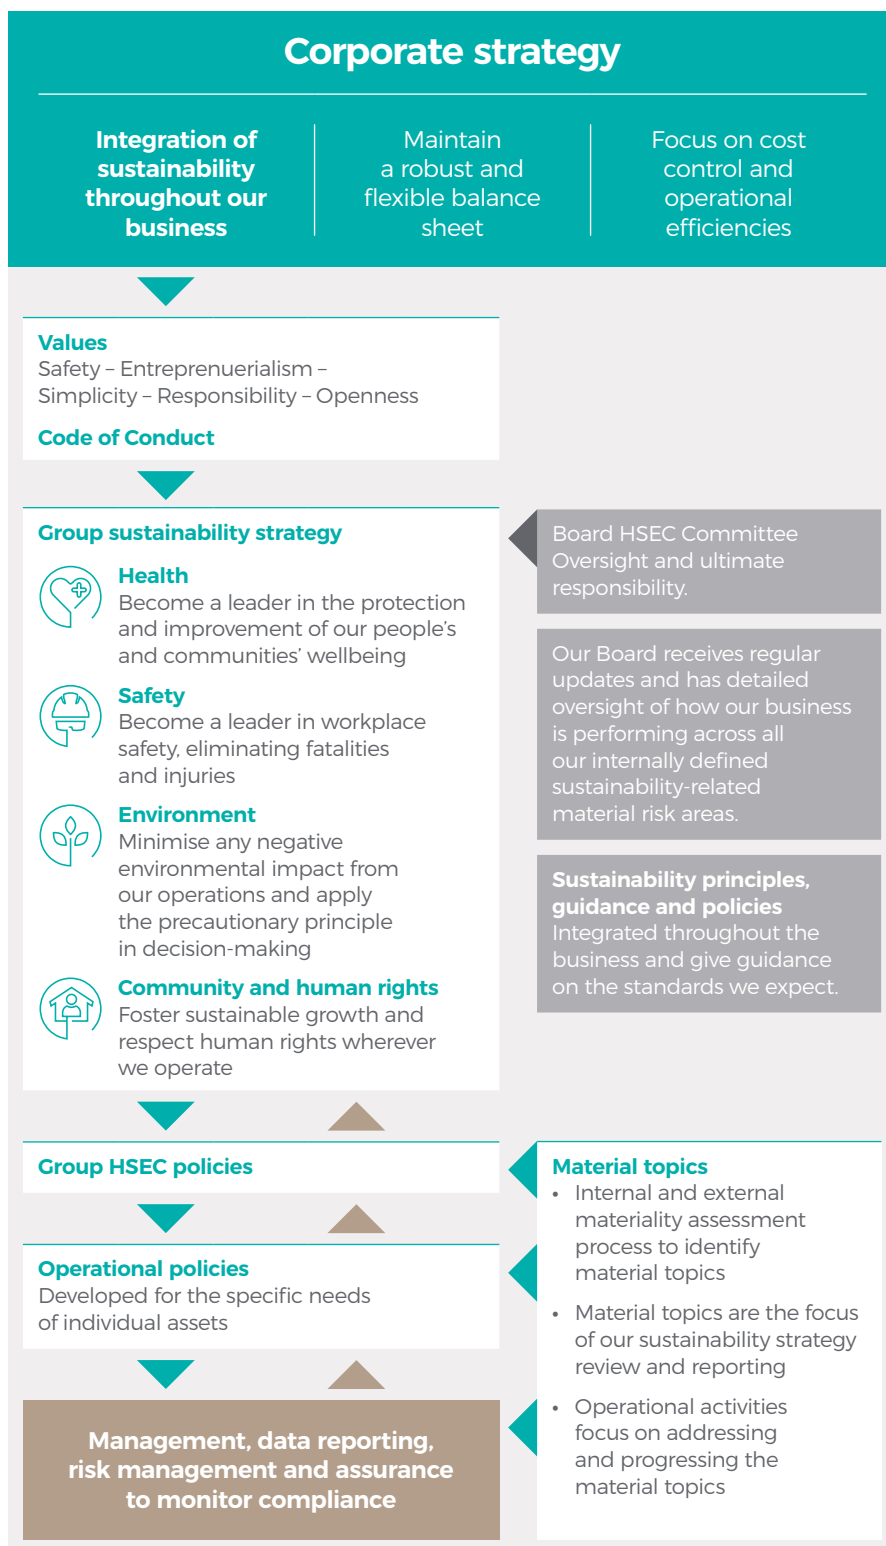 Corporate strategy
Integration of
sustainability
throughout our
business
Maintain
a robust and
flexible balance
sheet
Focus on cost
control and
operational
efficiencies
Values
Safety – Entreprenuerialism –
Simplicity – Responsibility – Openness
Code of Conduct
Group sustainability strategy
Health
Become a leader in the protection
and improvement of our people's
and communities' wellbeing
Safety
Become a leader in workplace
safety, eliminating fatalities
and injuries
Environment
Minimise any negative
environmental impact from
our operations and apply
the precautionary principle
in decision-making
Community and human rights
Foster sustainable growth and
respect human rights wherever
we operate
Board HSEC Committee
Oversight and ultimate
responsibility.
Our Board receives regular
updates and has detailed
oversight of how our business
is performing across all
our internally defined
sustainability-related
material risk areas.
Sustainability principles,
guidance and policies
Integrated throughout the
business and give guidance
on the standards we expect.
Group HSEC policies
Operational policies
Developed for the specific needs
of individual assets
Management, data reporting,
risk management and assurance
to monitor compliance
Material topics
• Internal and external
materiality assessment
process to identify
material topics
• Material topics are the focus
of our sustainability strategy
review and reporting
• Operational activities
focus on addressing
and progressing the
material topics